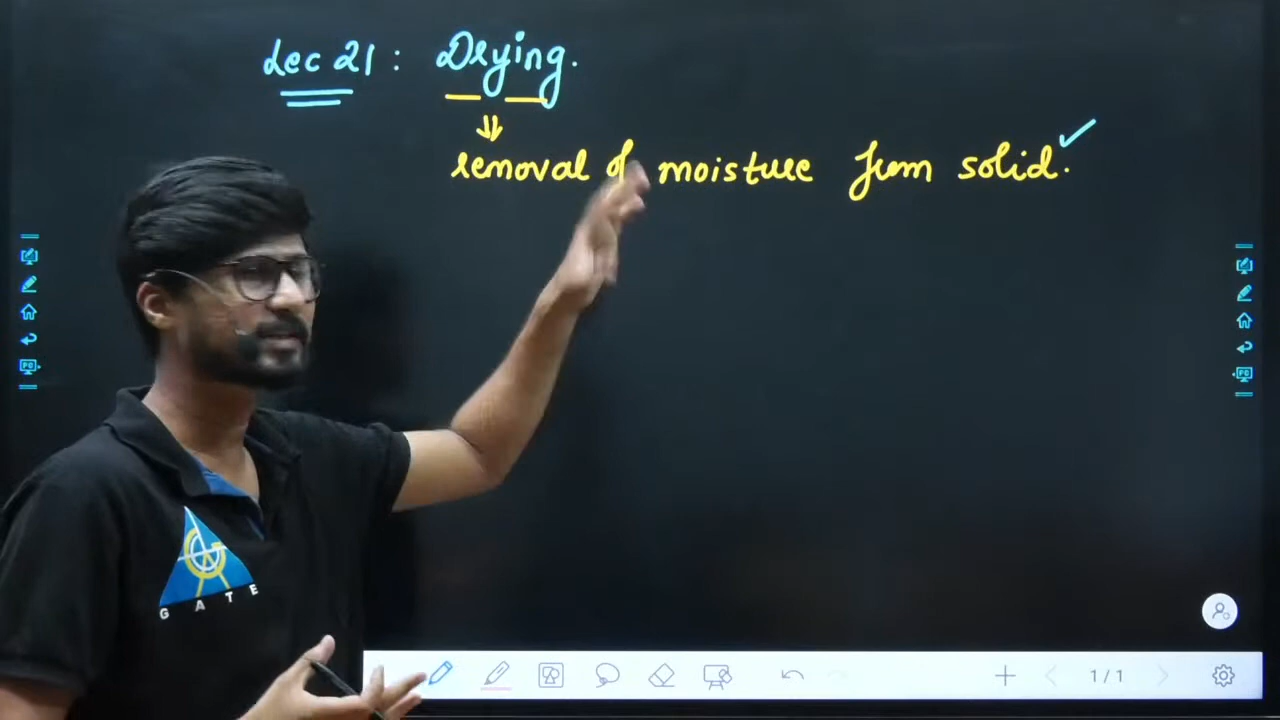 Lec 21 : Drying.
removal of moisture from solid.
GATE
1/1